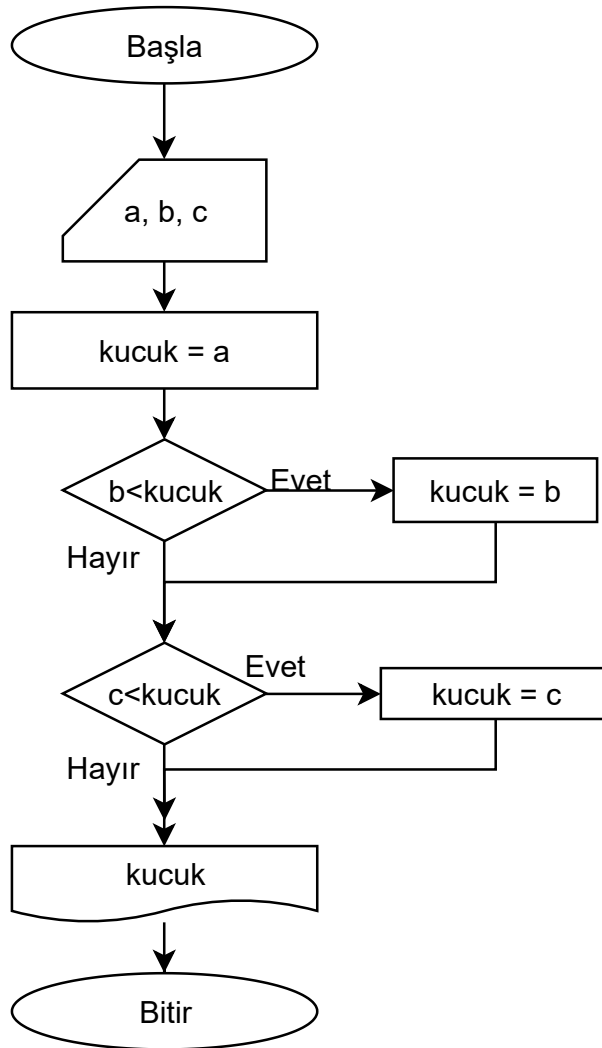 Başla
a, b, c
kucuk = a
b<kucuk
Evet
kucuk = b
Hayır
c<kucuk
Evet
kucuk = c
Hayır
kucuk
Bitir